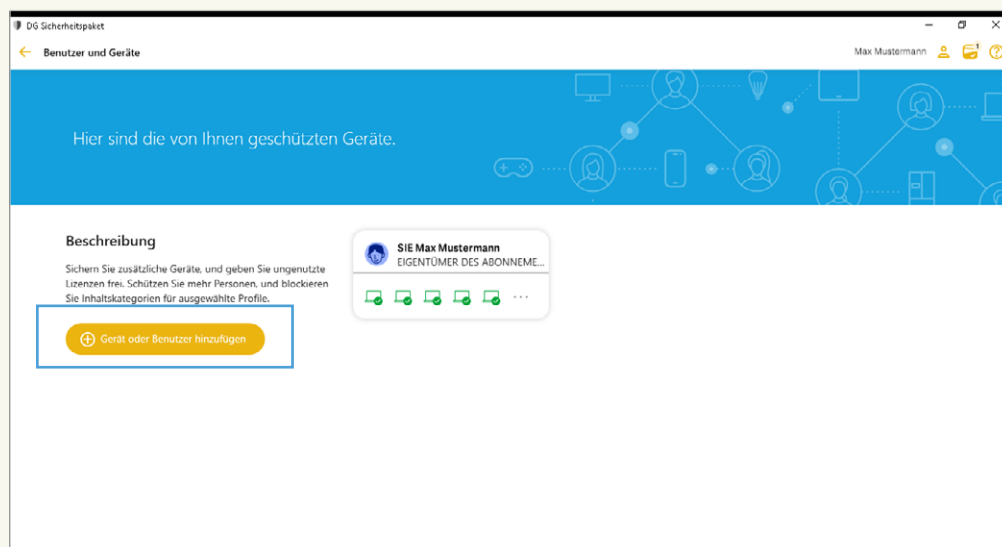 DG Sicherheitspaket
Benutzer und Geräte
Max Mustermann
1
Hier sind die von Ihnen geschützten Geräte.
Beschreibung
Sichern Sie zusätzliche Geräte, und geben Sie ungenutzte
Lizenzen frei. Schützen Sie mehr Personen, und blockieren
Sie Inhaltskategorien für ausgewählte Profile.
Gerät oder Benutzer hinzufügen
SIE Max Mustermann
EIGENTÜMER DES ABONNEME...
...